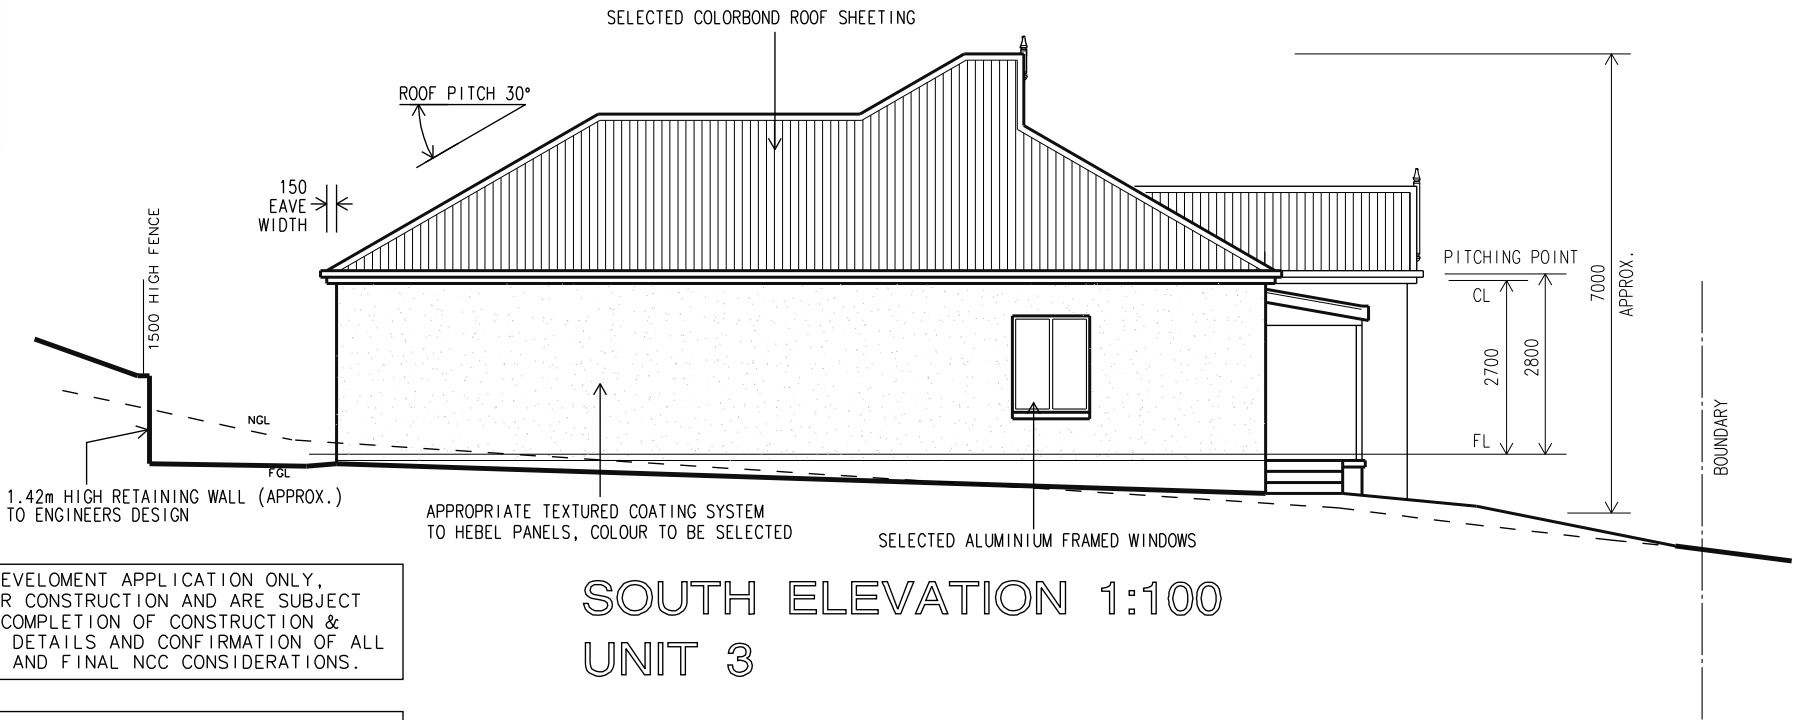 SELECTED COLORBOND ROOF SHEETING
ROOF PITCH 30°
150
EAVE
WIDTH
1500 HIGH FENCE
PITCHING POINT
CL
2700
2800
7000
APPROX.
FL
BOUNDARY
NGL
FGL
1.42m HIGH RETAINING WALL (APPROX.)
TO ENGINEERS DESIGN
APPROPRIATE TEXTURED COATING SYSTEM
TO HEBEL PANELS, COLOUR TO BE SELECTED
SELECTED ALUMINIUM FRAMED WINDOWS
EVELOMENT APPLICATION ONLY,
R CONSTRUCTION AND ARE SUBJECT
COMPLETION OF CONSTRUCTION &
DETAILS AND CONFIRMATION OF ALL
AND FINAL NCC CONSIDERATIONS.
SOUTH ELEVATION 1:100
UNIT 3